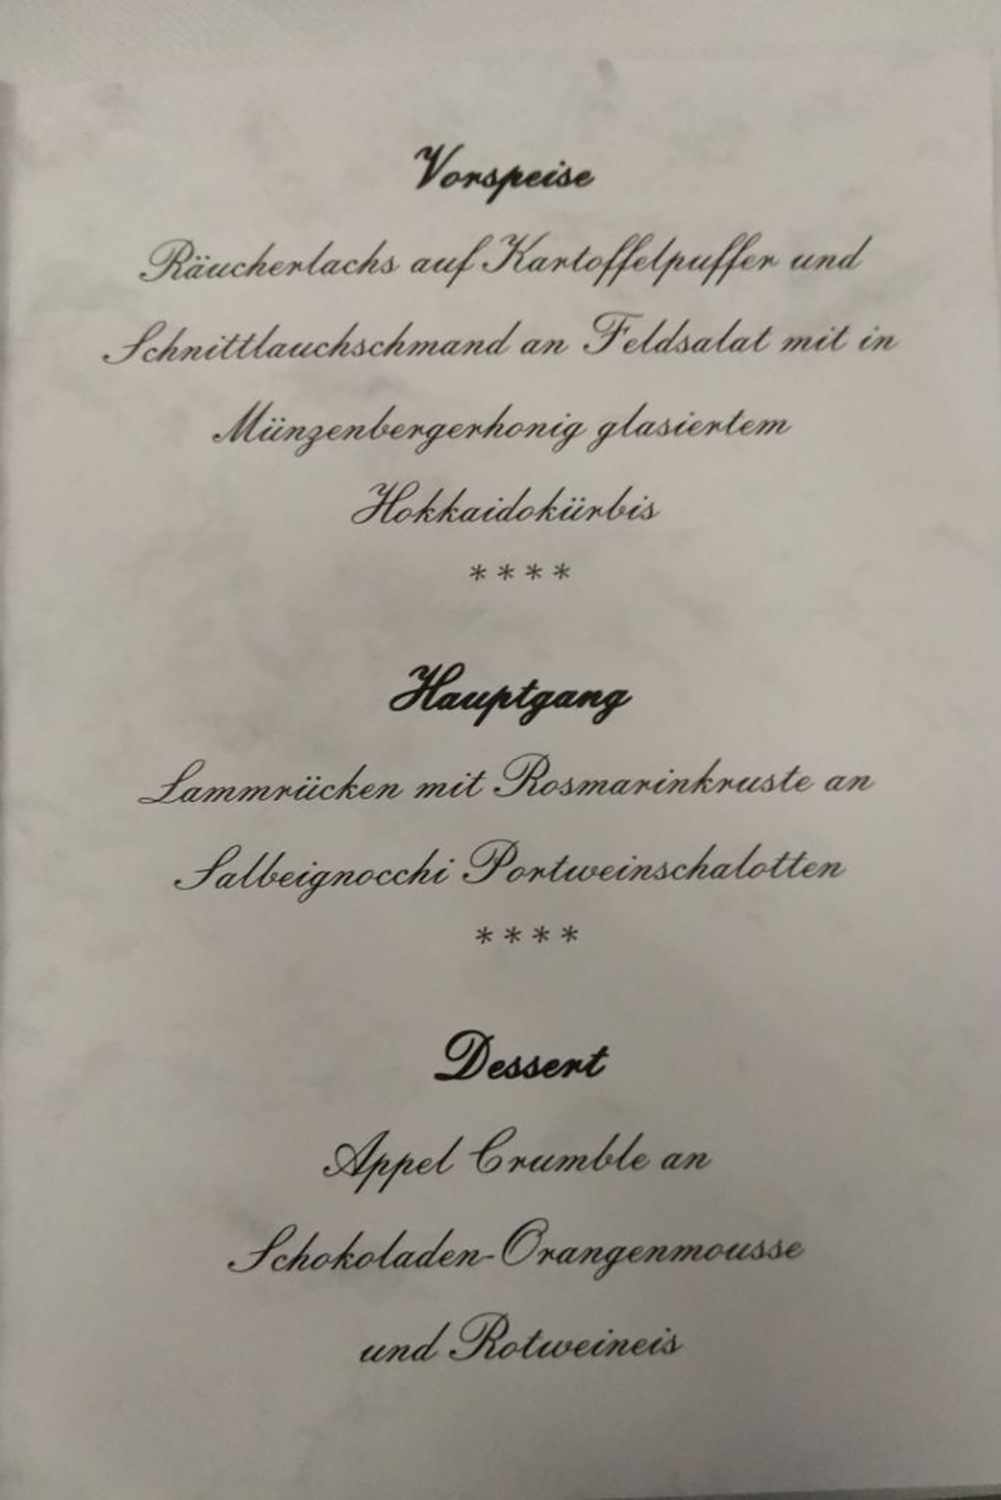 Vorspeise
Räucherlachs auf Kartoffelpuffer und
Schnittlauchschmand an Feldsalat mit in
Münzenbergerhonig glasiertem
Hokkaidokürbis
****
Hauptgang
Lammrücken mit Rosmarinkruste an
Salbeignocchi Portweinschalotten
****
Dessert
Appel Crumble an
Schokoladen-Orangenmousse
und Rotweineis